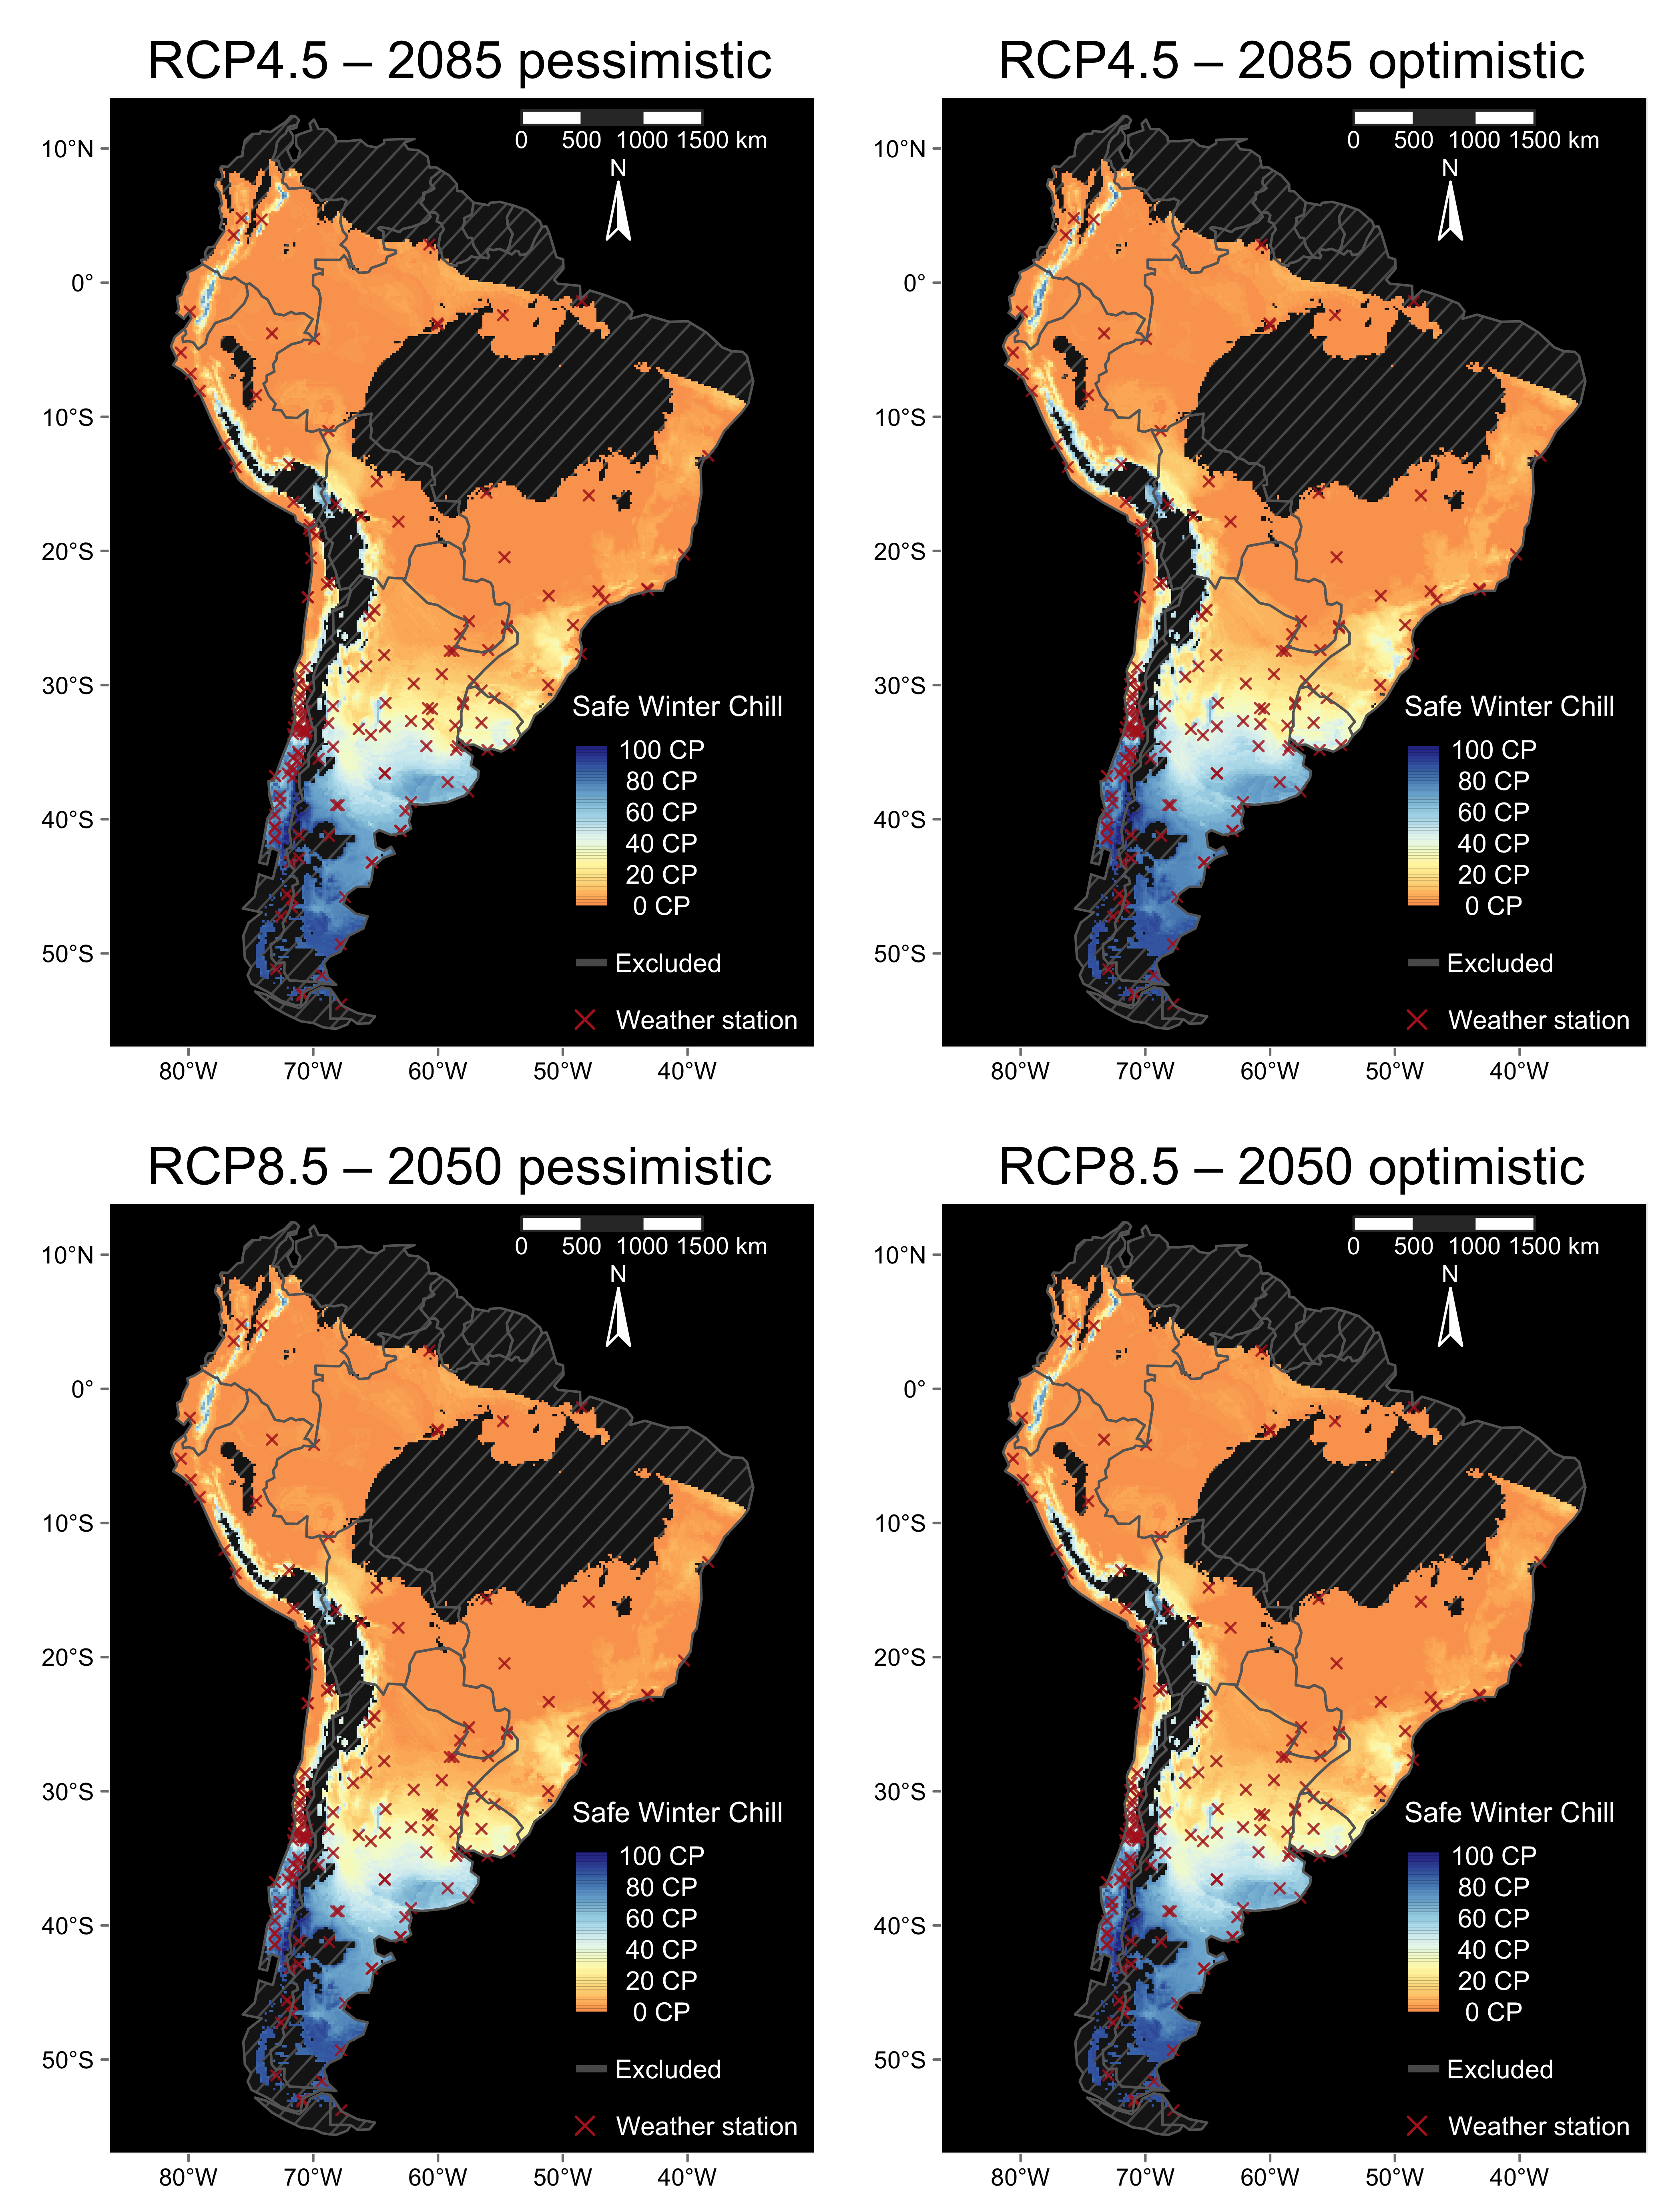 RCP4.5 – 2085 pessimistic
0 500 1000 1500 km
N
10°N
0°
10°S
20°S
30°S
40°S
50°S
Safe Winter Chill
100 CP
80 CP
60 CP
40 CP
20 CP
0 CP
Excluded
Weather station
80°W 70°W 60°W 50°W 40°W
RCP4.5 – 2085 optimistic
0 500 1000 1500 km
N
10°N
0°
10°S
20°S
30°S
40°S
50°S
Safe Winter Chill
100 CP
80 CP
60 CP
40 CP
20 CP
0 CP
Excluded
Weather station
80°W 70°W 60°W 50°W 40°W
RCP8.5 – 2050 pessimistic
0 500 1000 1500 km
N
10°N
0°
10°S
20°S
30°S
40°S
50°S
Safe Winter Chill
100 CP
80 CP
60 CP
40 CP
20 CP
0 CP
Excluded
Weather station
80°W 70°W 60°W 50°W 40°W
RCP8.5 – 2050 optimistic
0 500 1000 1500 km
N
10°N
0°
10°S
20°S
30°S
40°S
50°S
Safe Winter Chill
100 CP
80 CP
60 CP
40 CP
20 CP
0 CP
Excluded
Weather station
80°W 70°W 60°W 50°W 40°W